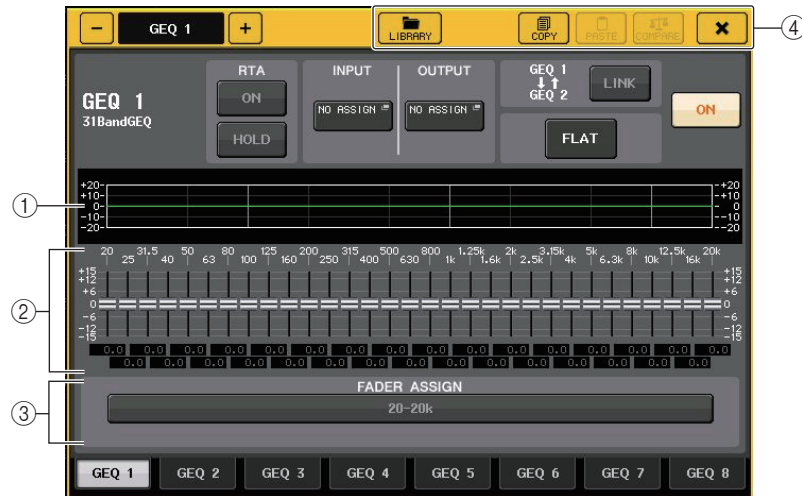 − GEQ 1 +
LIBRARY COPY PASTE COMPARE ×
④
GEQ 1
31BandGEQ
RTA
ON
HOLD
INPUT
NO ASSIGN
OUTPUT
NO ASSIGN
GEQ 1
GEQ 2
LINK
FLAT
ON
①
+20 +20
+10 +10
0 0
-10 -10
-20 -20
②
20 31.5 50 80 125 200 315 500 800 1.25k 2k 3.15k 5k 8k 12.5k 20k
25 40 63 100 160 250 400 630 1k 1.6k 2.5k 4k 6.3k 10k 16k
+15 +15
+12 +12
+6 +6
0 0
-6 -6
-12 -12
-15 -15
0.0 0.0 0.0 0.0 0.0 0.0 0.0 0.0 0.0 0.0 0.0 0.0 0.0 0.0 0.0 0.0
0.0 0.0 0.0 0.0 0.0 0.0 0.0 0.0 0.0 0.0 0.0 0.0 0.0 0.0 0.0
③
FADER ASSIGN
20-20k
GEQ 1 GEQ 2 GEQ 3 GEQ 4 GEQ 5 GEQ 6 GEQ 7 GEQ 8